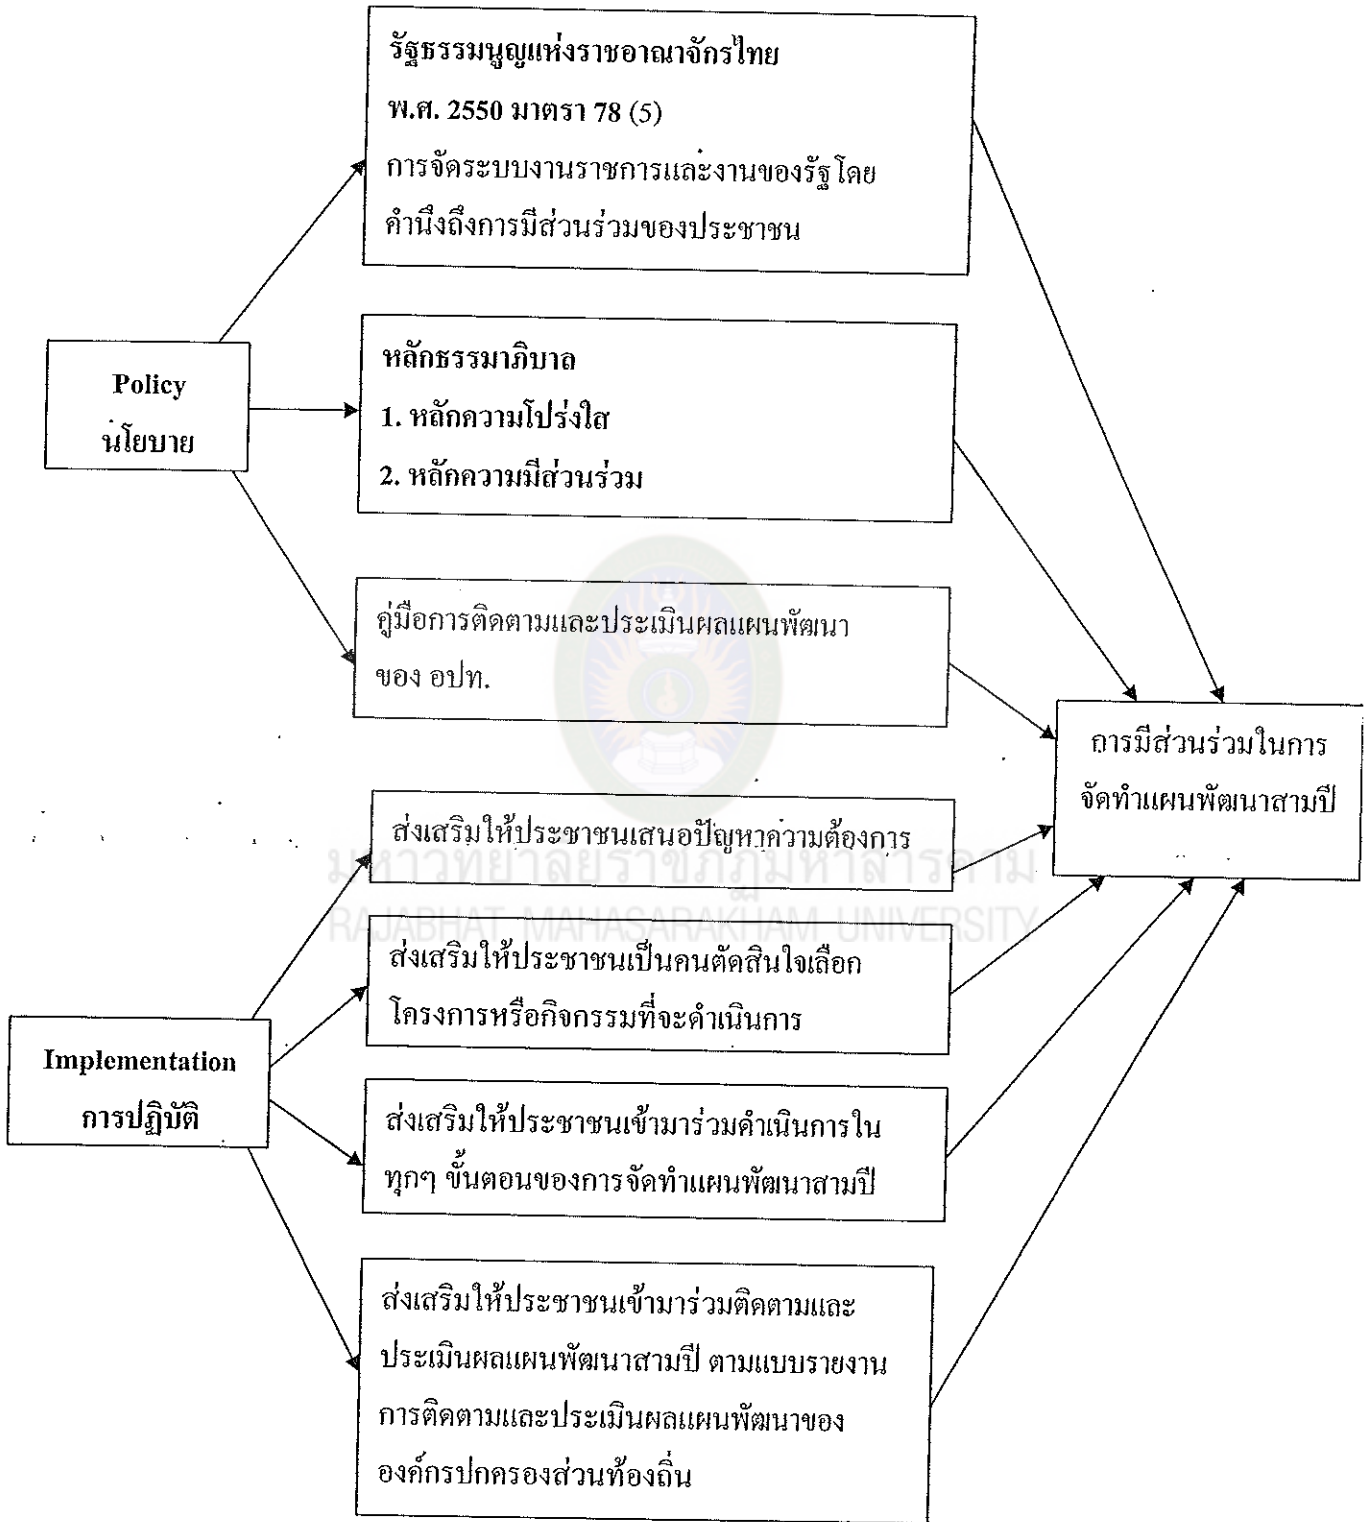 รัฐธรรมนูญแห่งราชอาณาจักรไทย
พ.ศ. 2550 มาตรา 78 (5)
การจัดระบบงานราชการและงานของรัฐโดย
คำนึงถึงการมีส่วนร่วมของประชาชน
Policy
นโยบาย
หลักธรรมาภิบาล
1. หลักความโปร่งใส
2. หลักความมีส่วนร่วม
คู่มือการติดตามและประเมินผลแผนพัฒนา
ของ อปท.
การมีส่วนร่วมในการ
จัดทำแผนพัฒนาสามปี
ส่งเสริมให้ประชาชนเสนอปัญหาความต้องการ
มหาวิทยาลัยราชภัฏมหาสารคาม
RAJABHAT MAHASARAKHAM UNIVERSITY
ส่งเสริมให้ประชาชนเป็นคนตัดสินใจเลือก
โครงการหรือกิจกรรมที่จะดำเนินการ
Implementation
การปฏิบัติ
ส่งเสริมให้ประชาชนเข้ามาร่วมดำเนินการใน
ทุกๆ ขั้นตอนของการจัดทำแผนพัฒนาสามปี
ส่งเสริมให้ประชาชนเข้ามาร่วมติดตามและ
ประเมินผลแผนพัฒนาสามปี ตามแบบรายงาน
การติดตามและประเมินผลแผนพัฒนาของ
องค์กรปกครองส่วนท้องถิ่น